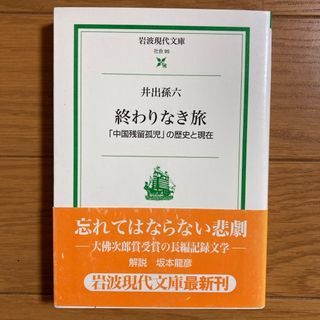 岩波現代文庫
社会 95
井出孫六
終わりなき旅
「中国残留孤児」の歴史と現在
忘れてはならない悲劇
―大佛次郎賞受賞の長編記録文学―
解説 坂本龍彦
岩波現代文庫最新刊